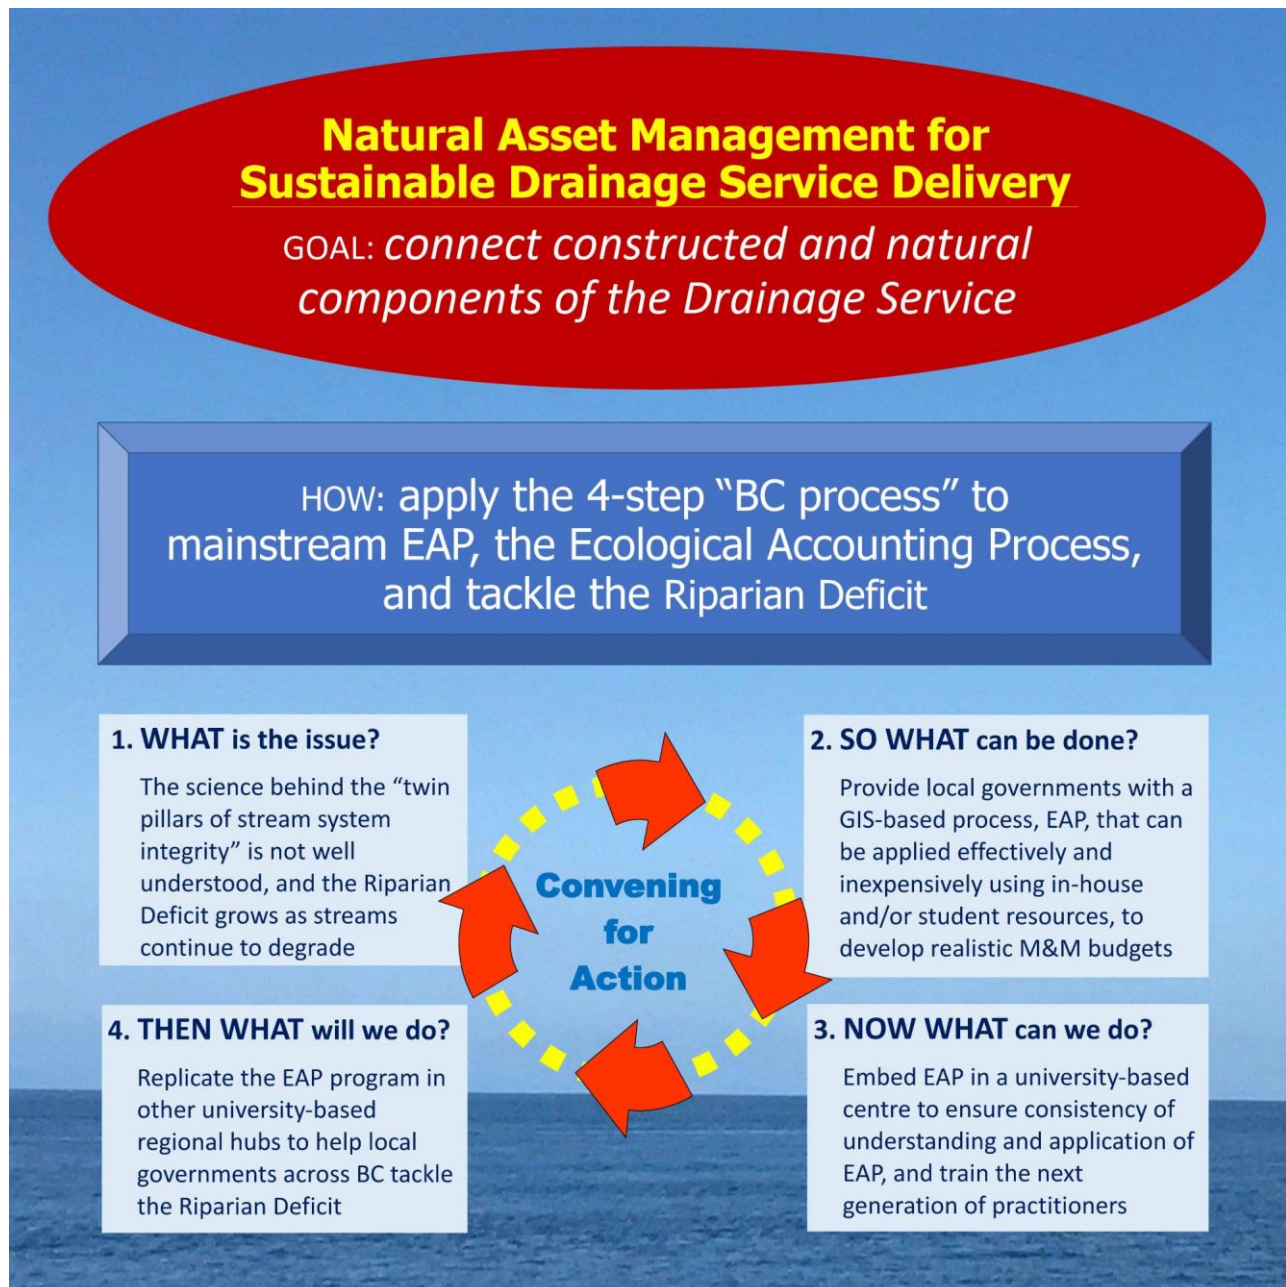 Natural Asset Management for
Sustainable Drainage Service Delivery
GOAL: connect constructed and natural
components of the Drainage Service
HOW: apply the 4-step “BC process” to
mainstream EAP, the Ecological Accounting Process,
and tackle the Riparian Deficit
1. WHAT is the issue?
The science behind the “twin
pillars of stream system
integrity” is not well
understood, and the Riparian
Deficit grows as streams
continue to degrade
2. SO WHAT can be done?
Provide local governments with a
GIS-based process, EAP, that can
be applied effectively and
inexpensively using in-house
and/or student resources, to
develop realistic M&M budgets
Convening
for
Action
3. NOW WHAT can we do?
Embed EAP in a university-based
centre to ensure consistency of
understanding and application of
EAP, and train the next
generation of practitioners
4. THEN WHAT will we do?
Replicate the EAP program in
other university-based
regional hubs to help local
governments across BC tackle
the Riparian Deficit